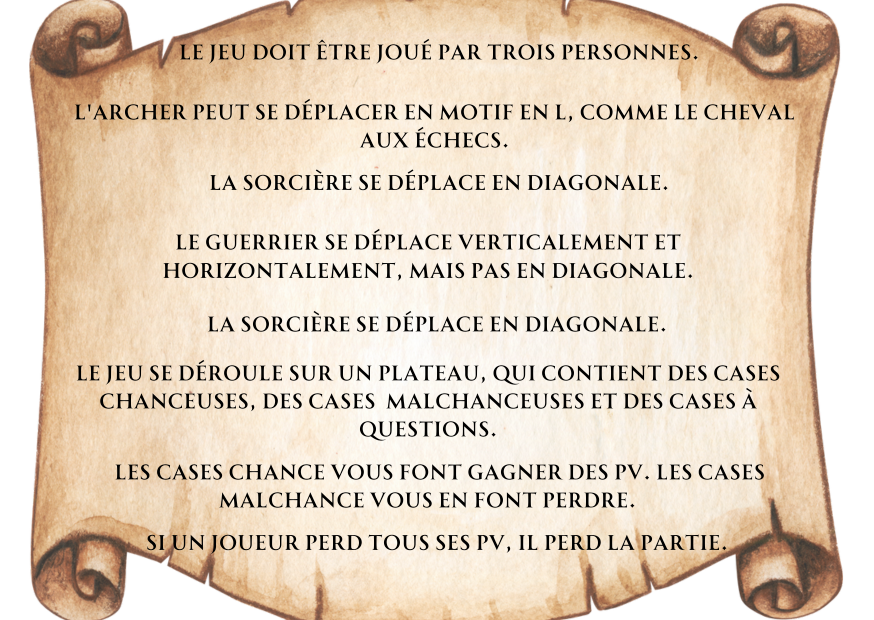 LE JEU DOIT ÊTRE JOUÉ PAR TROIS PERSONNES.
L'ARCHER PEUT SE DÉPLACER EN MOTIF EN L, COMME LE CHEVAL
AUX ÉCHECS.
LA SORCIÈRE SE DÉPLACE EN DIAGONALE.
LE GUERRIER SE DÉPLACE VERTICALEMENT ET
HORIZONTALEMENT, MAIS PAS EN DIAGONALE.
LA SORCIÈRE SE DÉPLACE EN DIAGONALE.
LE JEU SE DÉROULE SUR UN PLATEAU, QUI CONTIENT DES CASES
CHANCEUSES, DES CASES MALCHANCEUSES ET DES CASES À
QUESTIONS.
LES CASES CHANCE VOUS FONT GAGNER DES PV. LES CASES
MALCHANCE VOUS EN FONT PERDRE.
SI UN JOUEUR PERD TOUS SES PV, IL PERD LA PARTIE.